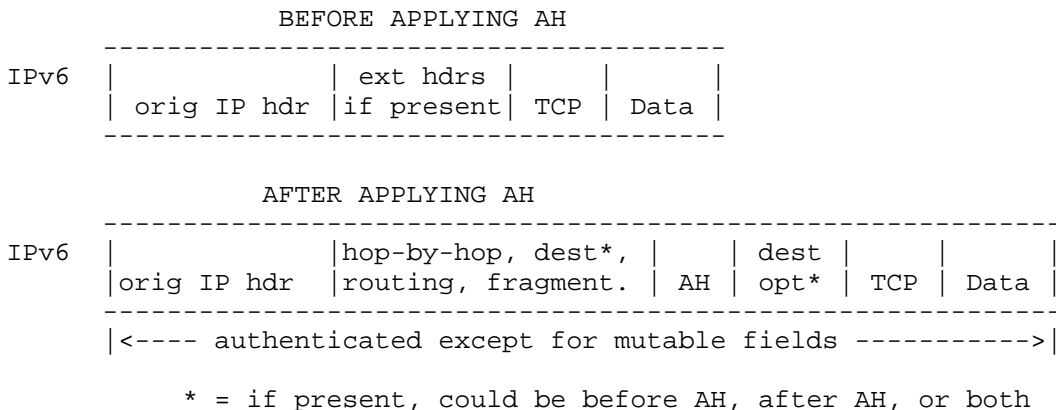 BEFORE APPLYING AH
---------------------------------------
IPv6  |             | ext hdrs |     |      |
      | orig IP hdr |if present| TCP | Data |
---------------------------------------
AFTER APPLYING AH
------------------------------------------------------------
IPv6  |             |hop-by-hop, dest*, |    | dest |     |      |
      |orig IP hdr  |routing, fragment. | AH | opt* | TCP | Data |
------------------------------------------------------------
|<---- authenticated except for mutable fields ----------->|
* = if present, could be before AH, after AH, or both